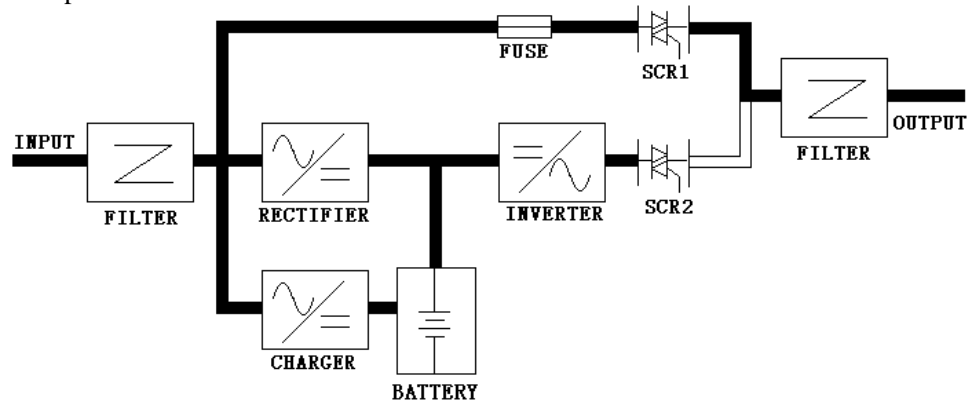 FUSE
SCR1
INPUT
OUTPUT
FILTER
FILTER
RECTIFIER
INVERTER
SCR2
CHARGER
BATTERY